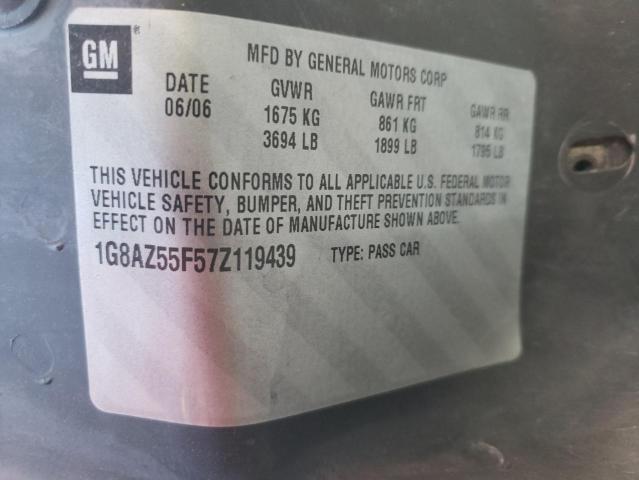 GM ®
MFD BY GENERAL MOTORS CORP
DATE GVWR GAWR FRT GAWR RR
06/06 1675 KG 861 KG 814 KG
3694 LB 1899 LB 1795 LB
THIS VEHICLE CONFORMS TO ALL APPLICABLE U.S. FEDERAL MOTOR
VEHICLE SAFETY, BUMPER, AND THEFT PREVENTION STANDARDS IN
EFFECT ON THE DATE OF MANUFACTURE SHOWN ABOVE.
1G8AZ55F57Z119439 TYPE: PASS CAR